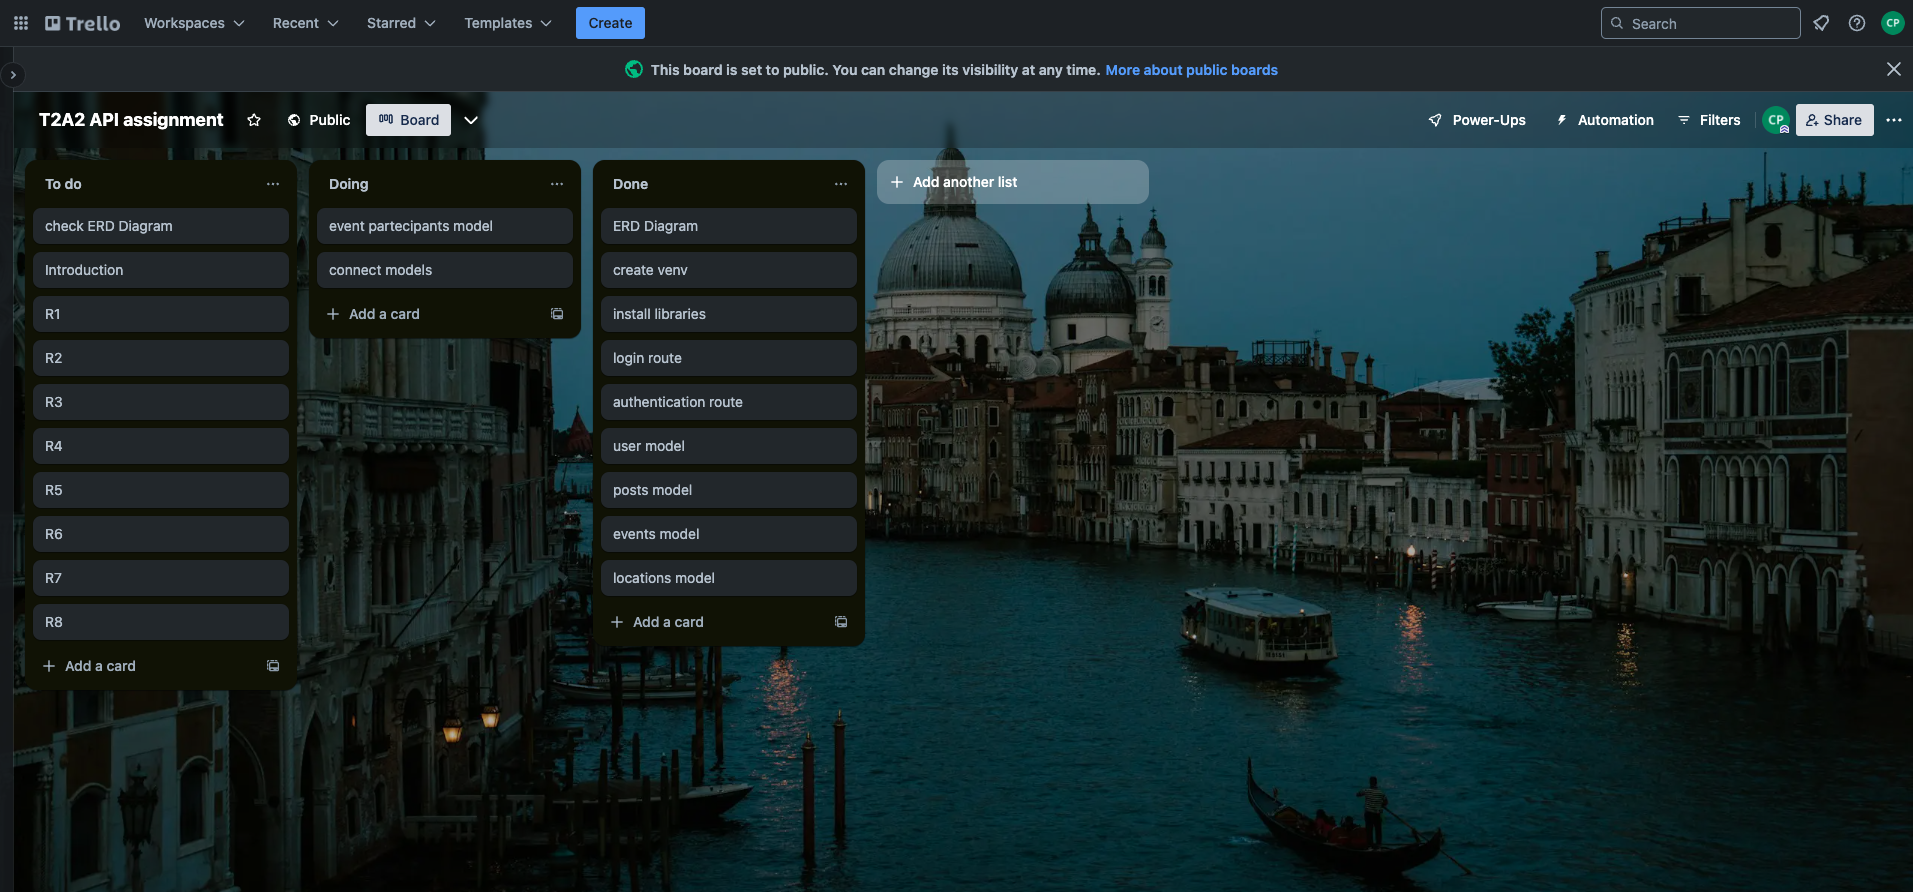 Trello Workspaces Recent Starred Templates Create Search CP
This board is set to public. You can change its visibility at any time. More about public boards
T2A2 API assignment Public Board Power-Ups Automation Filters CP Share
To do
check ERD Diagram
Introduction
R1
R2
R3
R4
R5
R6
R7
R8
Add a card
Doing
event partecipants model
connect models
Add a card
Done
ERD Diagram
create venv
install libraries
login route
authentication route
user model
posts model
events model
locations model
Add a card
Add another list